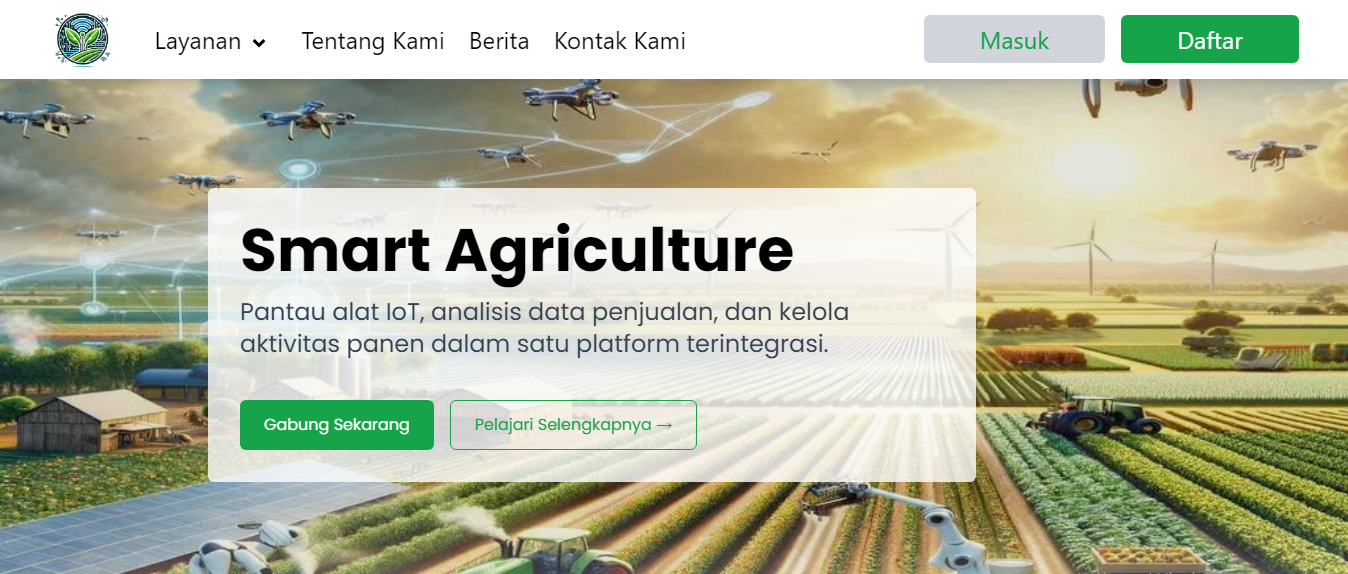 Layanan
Tentang Kami
Berita
Kontak Kami
Masuk
Daftar
Smart Agriculture
Pantau alat IoT, analisis data penjualan, dan kelola
aktivitas panen dalam satu platform terintegrasi.
Gabung Sekarang
Pelajari Selengkapnya →